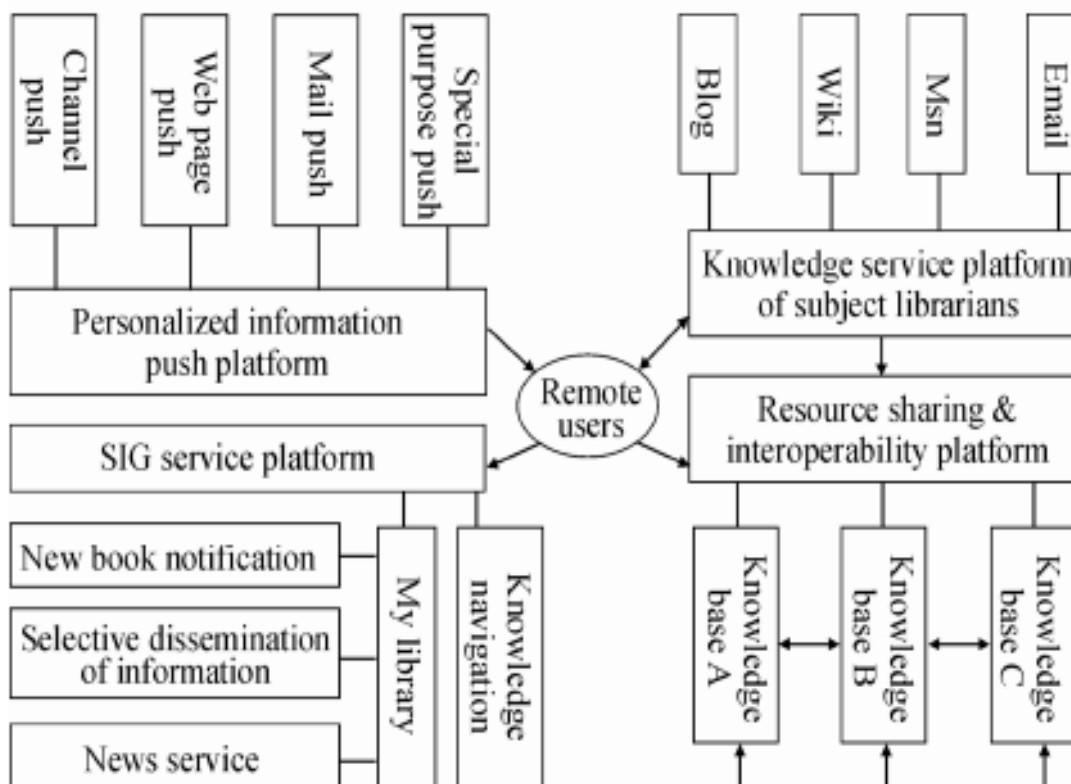 Channel
push
Web page
push
Mail push
Special
purpose push
Blog
Wiki
Msn
Email
Personalized information
push platform
Knowledge service platform
of subject librarians
Remote
users
SIG service platform
Resource sharing &
interoperability platform
New book notification
Selective dissemination
of information
News service
My library
Knowledge
navigation
Knowledge
base A
Knowledge
base B
Knowledge
base C